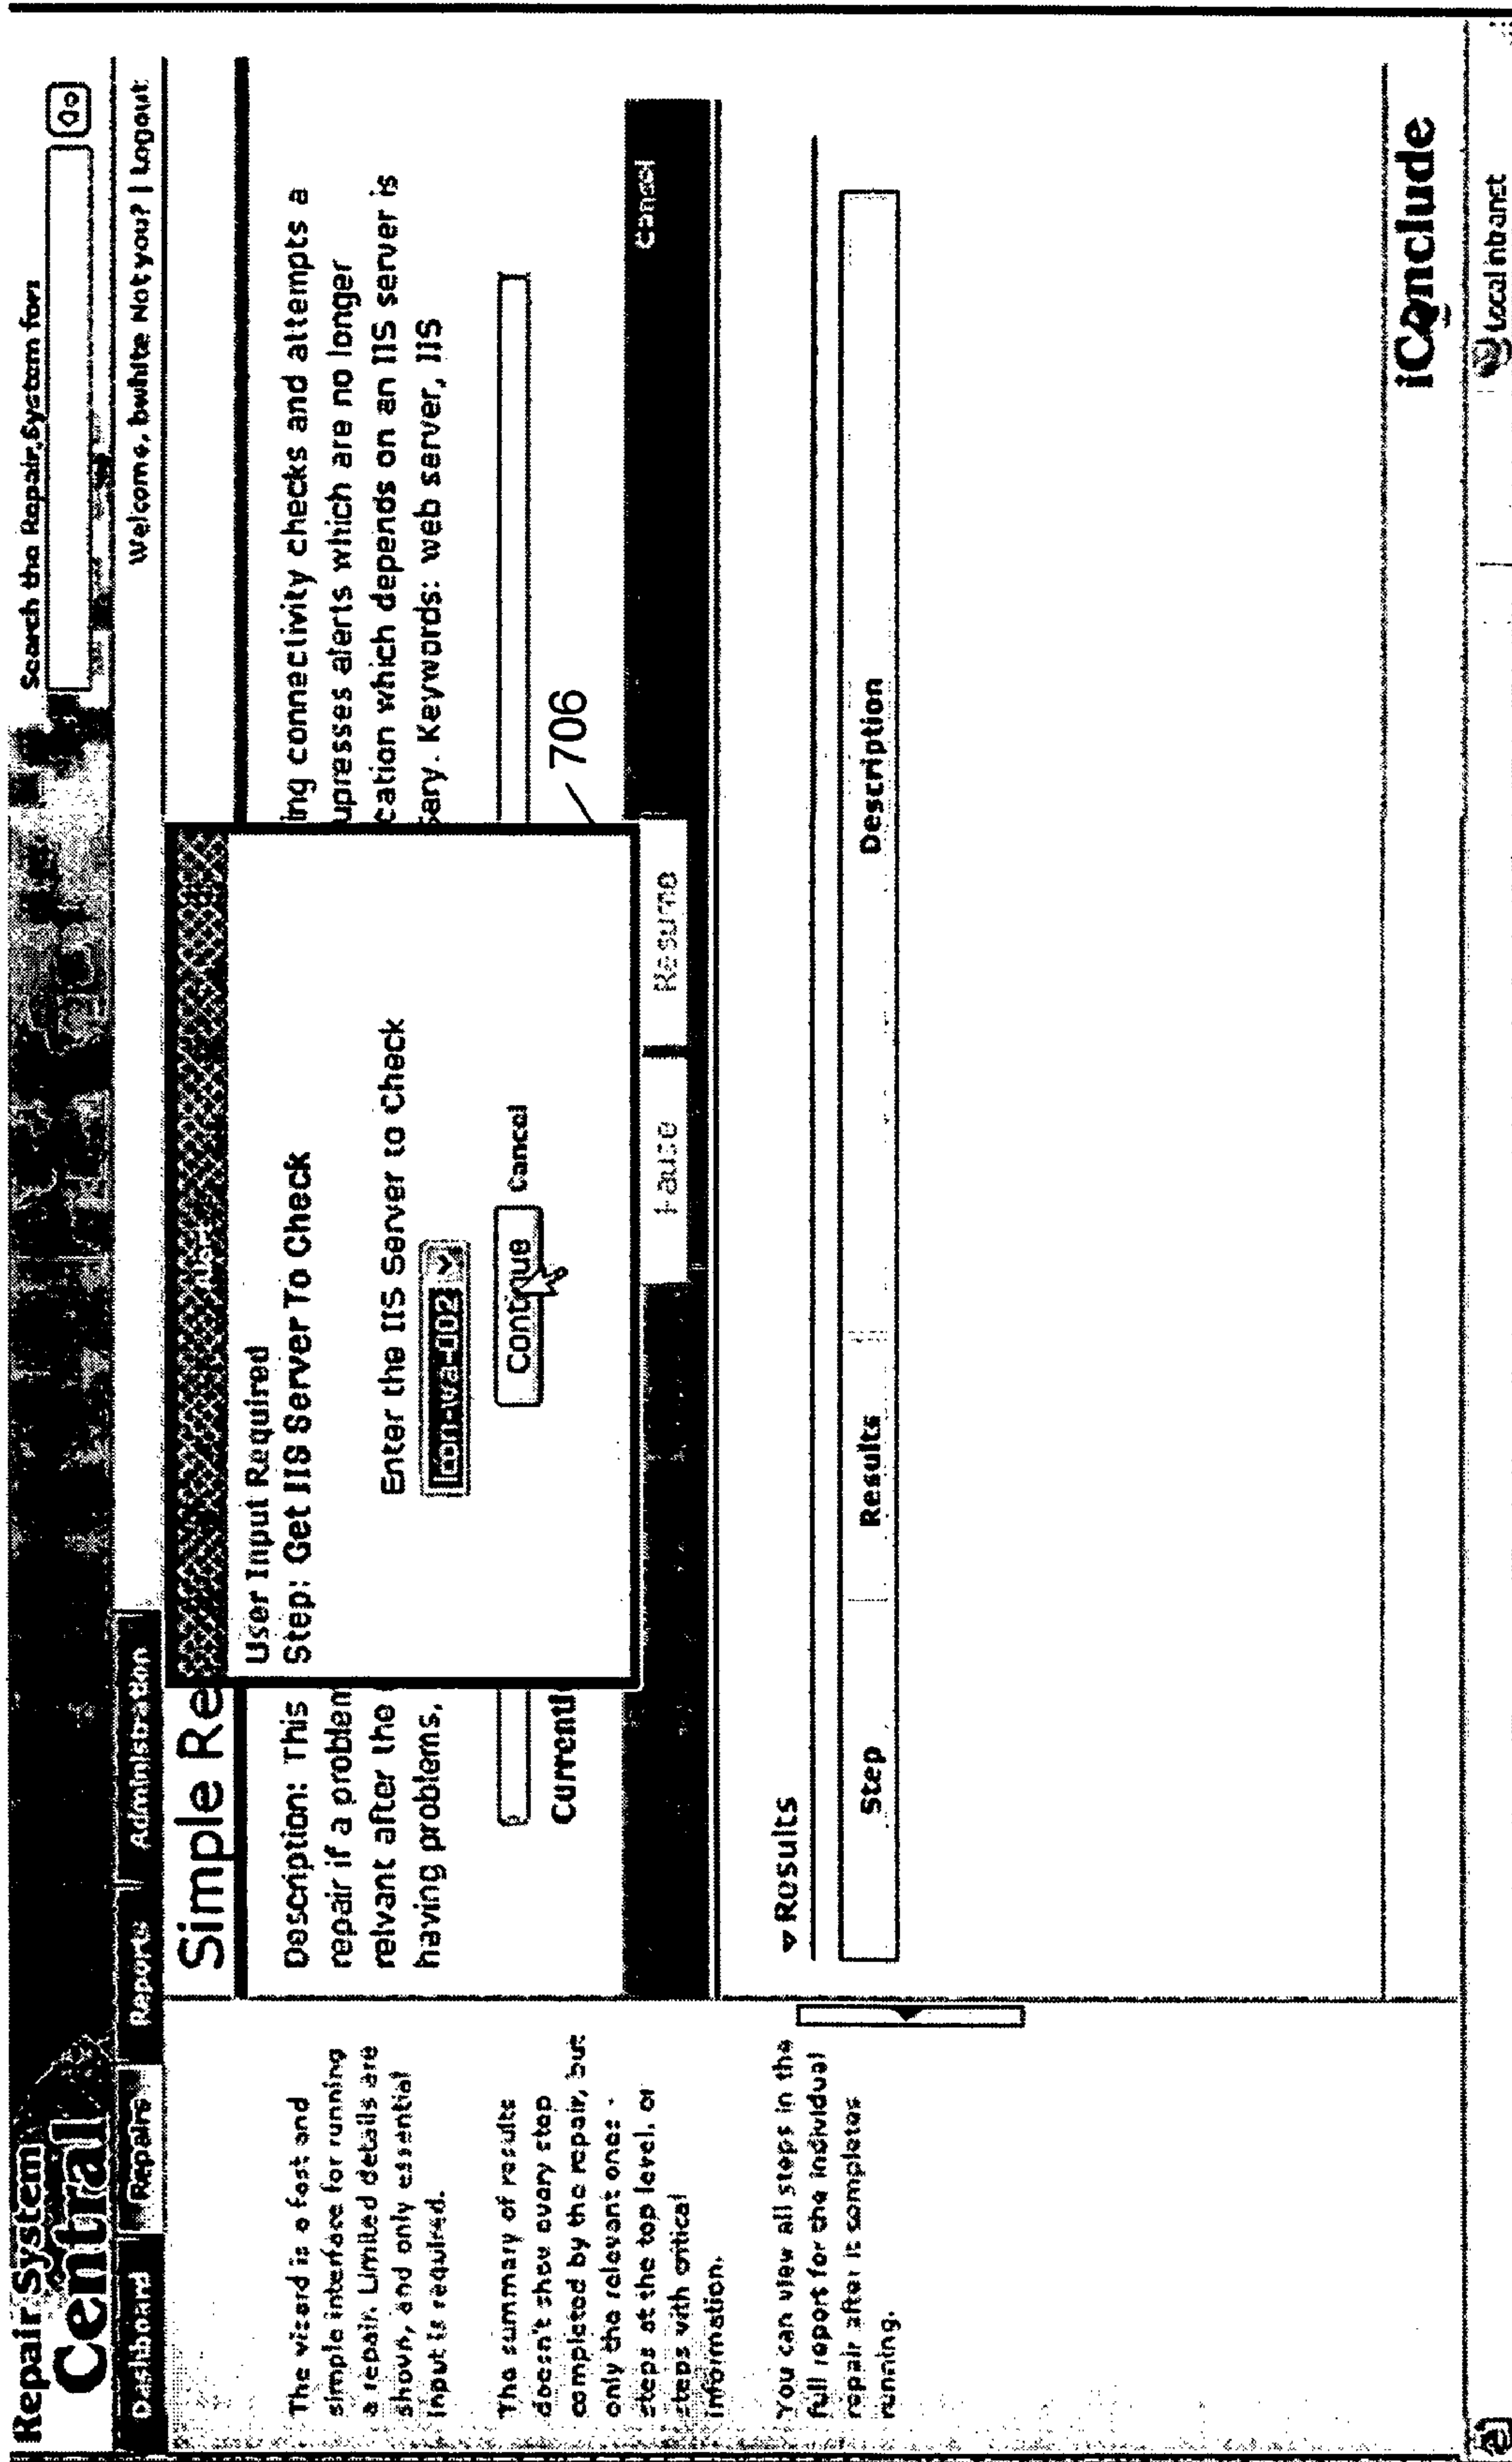 Repair System
Central
Search the Repair System for:
Go
Dashboard
Repairs
Reports
Administration
Welcome, bwhite Not you? | Logout
The wizard is a fast and
simple interface for running
a repair. Limited details are
shown, and only essential
input is required.
The summary of results
doesn't show every step
completed by the repair, but
only the relevant ones -
steps at the top level, or
steps with critical
information.
You can view all steps in the
full report for the individual
repair after it completes
running.
Simple Re
Description: This
repair if a problem
relvant after the
having problems.
ing connectivity checks and attempts a
upresses alerts which are no longer
cation which depends on an IIS server is
sary. Keywords: web server, IIS
Currentl
User Input Required
Step: Get IIS Server To Check
Enter the IIS Server to Check
Continue
Cancel
706
Pause
Resume
cancel
Results
Step
Results
Description
iConclude
Local intranet